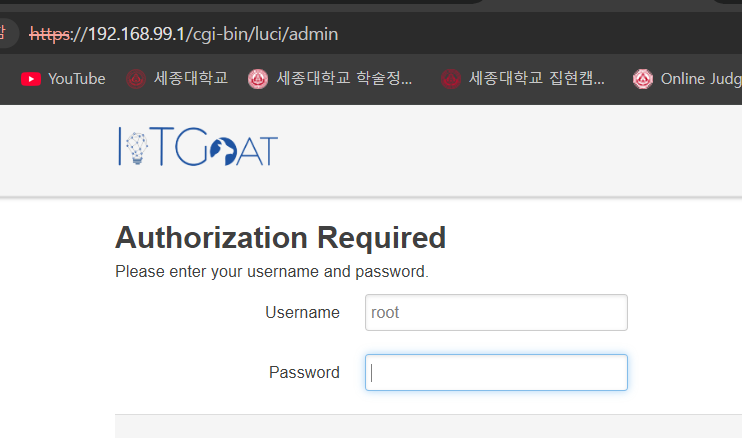 https://192.168.99.1/cgi-bin/luci/admin
YouTube 세종대학교 세종대학교 학술정... 세종대학교 집현캠... Online Judg
IOTGOAT
Authorization Required
Please enter your username and password.
Username root
Password